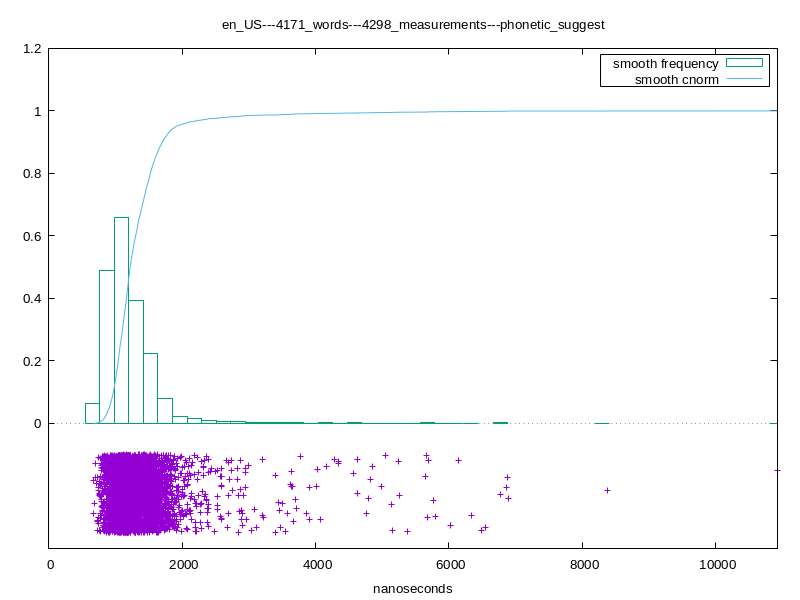 en_US---4171_words---4298_measurements---phonetic_suggest
1.2
smooth frequency
smooth cnorm
1
0.8
0.6
0.4
0.2
0
0 2000 4000 6000 8000 10000
nanoseconds